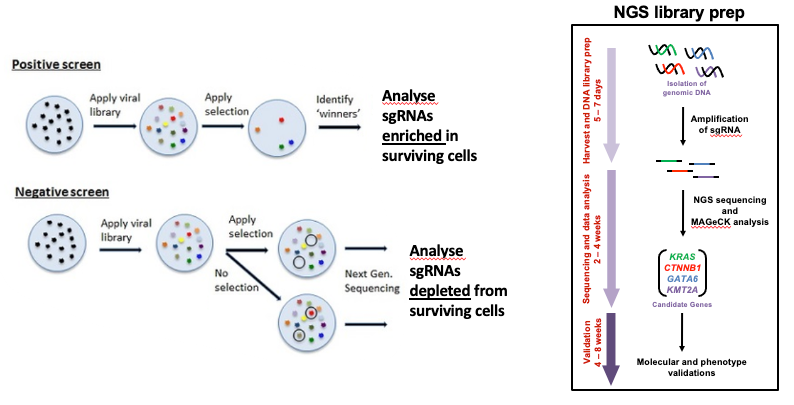 NGS library prep
Positive screen
Apply viral
library
Apply
selection
Identify
'winners'
Analyse
sgRNAs
enriched in
surviving cells
Negative screen
Apply viral
library
Apply
selection
No
selection
Next Gen.
Sequencing
Analyse
sgRNAs
depleted from
surviving cells
Harvest and DNA library prep
5 – 7 days
Isolation of
genomic DNA
Amplification
of sgRNA
Sequencing and data analysis
2 – 4 weeks
NGS sequencing
and
MAGeCK analysis
KRAS
CTNNB1
GATA6
KMT2A
Candidate Genes
Validation
4 – 8 weeks
Molecular and phenotype
validations